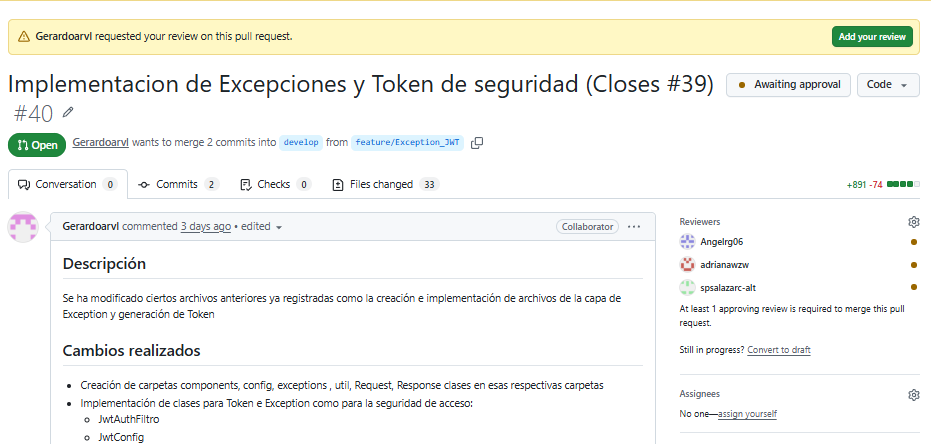 Gerardoarvl requested your review on this pull request.
Add your review
Implementacion de Excepciones y Token de seguridad (Closes #39)
#40
Awaiting approval
Code
Open
Gerardoarvl wants to merge 2 commits into develop from feature/Exception_JWT
Conversation 0
Commits 2
Checks 0
Files changed 33
+891 -74
Gerardoarvl commented 3 days ago • edited
Collaborator
Descripción
Se ha modificado ciertos archivos anteriores ya registradas como la creación e implementación de archivos de la capa de
Exception y generación de Token
Cambios realizados
• Creación de carpetas components, config, exceptions , util, Request, Response clases en esas respectivas carpetas
• Implementación de clases para Token e Exception como para la seguridad de acceso:
JwtAuthFiltro
JwtConfig
Reviewers
Angelrg06
adrianawzw
spsalazarc-alt
At least 1 approving review is required to merge this pull
request.
Still in progress? Convert to draft
Assignees
No one—assign yourself